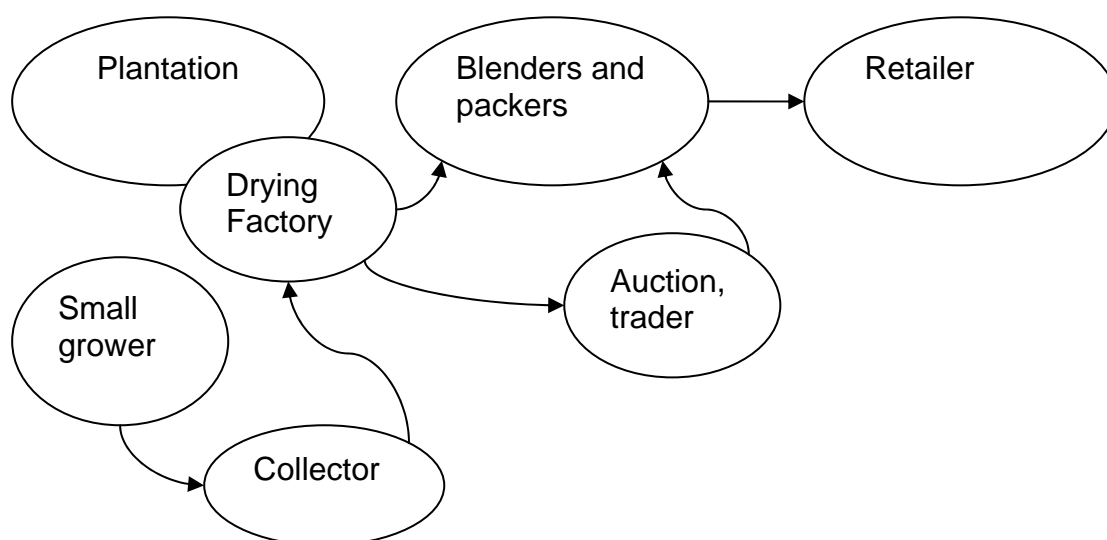 Plantation
Blenders and
packers
Retailer
Drying
Factory
Auction,
trader
Small
grower
Collector